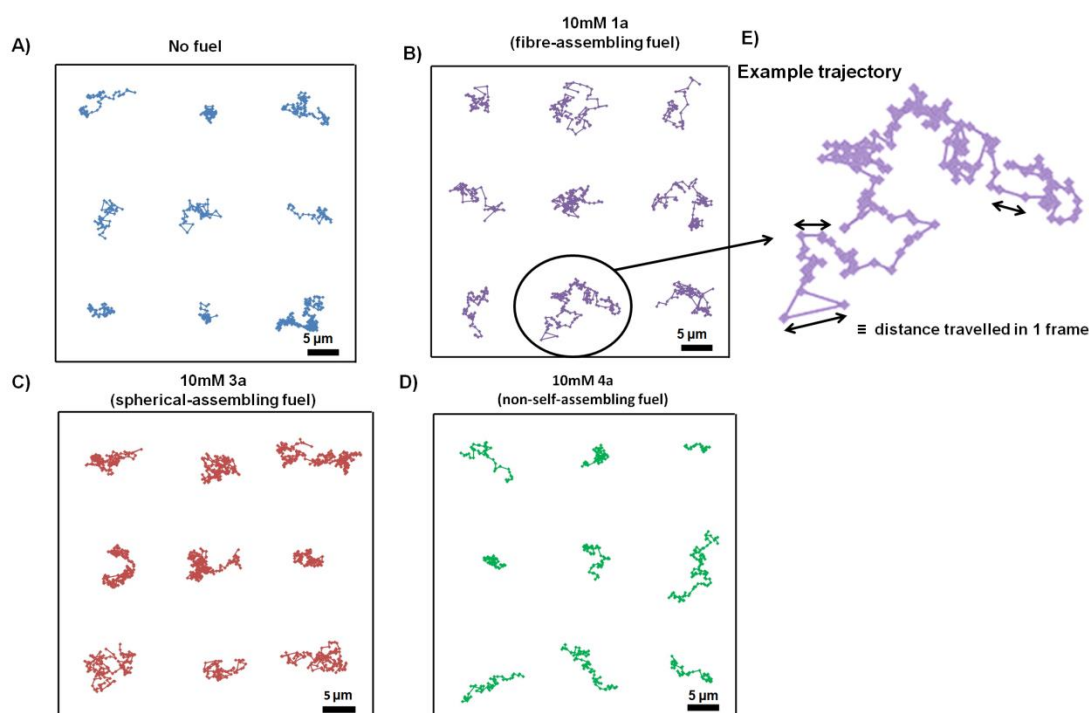 A)
No fuel
5 µm
B)
10mM 1a
(fibre-assembling fuel)
5 µm
E)
Example trajectory
≡ distance travelled in 1 frame
C)
10mM 3a
(spherical-assembling fuel)
5 µm
D)
10mM 4a
(non-self-assembling fuel)
5 µm